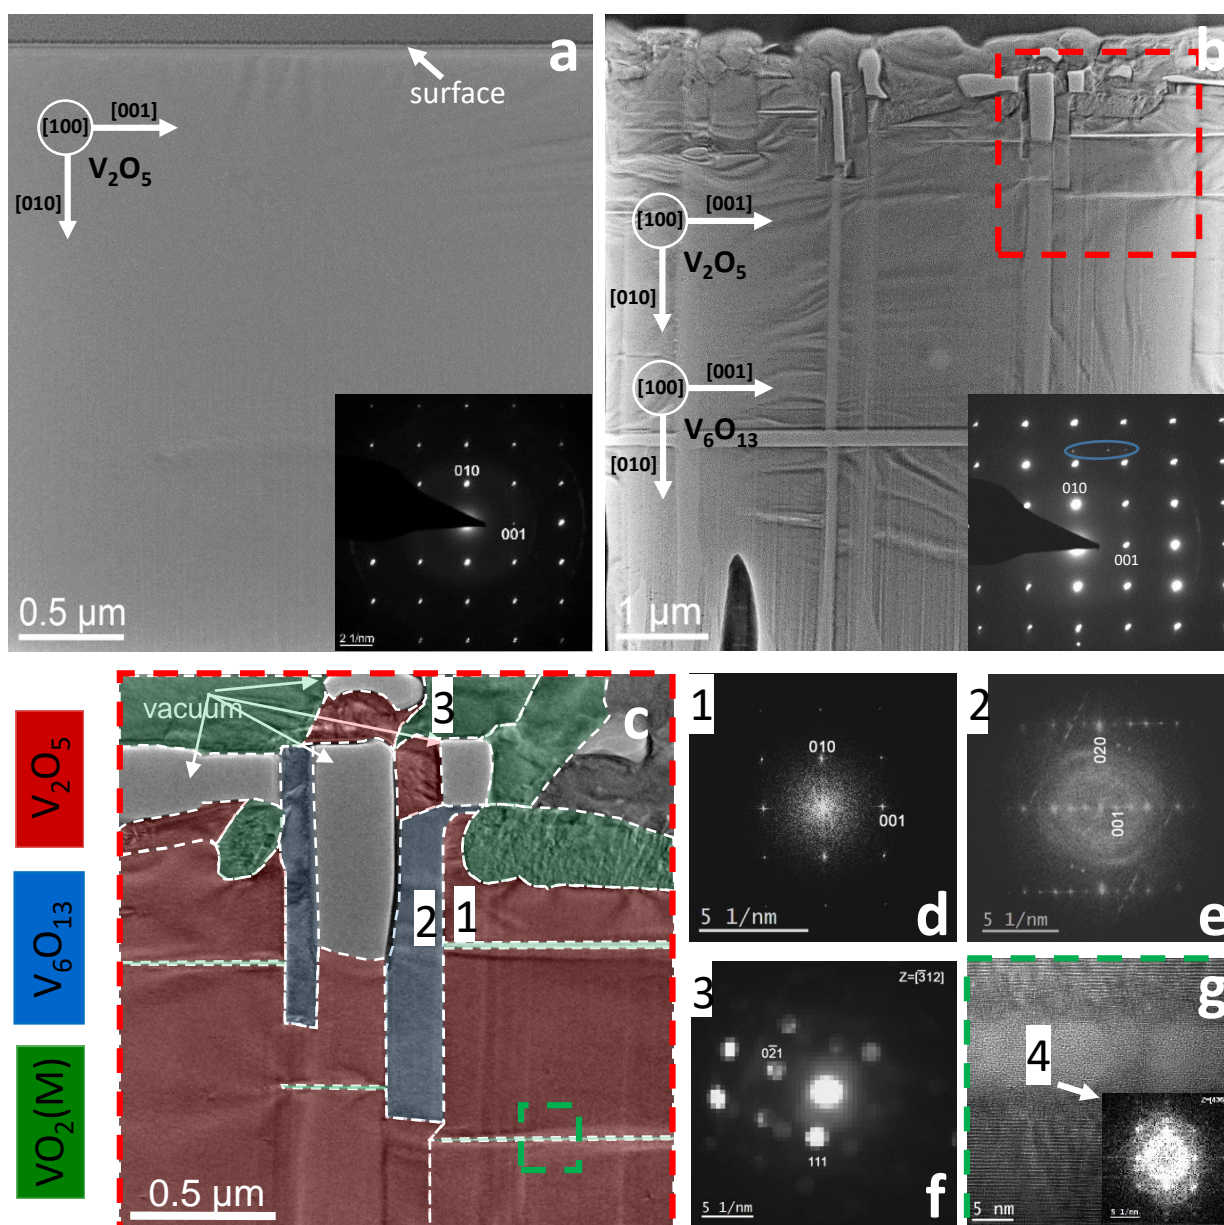 a
surface
[001]
[100]
V₂O₅
[010]
010
001
0.5 µm
2 1/nm
b
[001]
[100]
V₂O₅
[010]
[001]
[100]
V₆O₁₃
[010]
010
001
1 µm
V₂O₅
V₆O₁₃
VO₂(M)
vacuum
3
c
2
1
0.5 µm
1
010
001
5 1/nm
d
2
020
001
5 1/nm
e
3
Z=[3̅12]
02̅1
111
5 1/nm
f
g
4
5 nm
5 1/nm